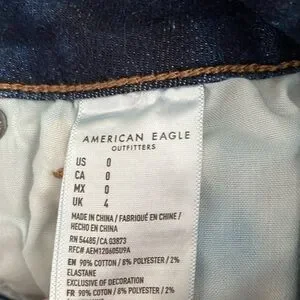 AMERICAN EAGLE
OUTFITTERS
US 0
CA 0
MX 0
UK 4
MADE IN CHINA / FABRIQUÉ EN CHINE /
HECHO EN CHINA
RN 54485 / CA 03873
RFC# AEM120605U9A
EN 90% COTTON / 8% POLYESTER / 2%
ELASTANE
EXCLUSIVE OF DECORATION
FR 90% COTON / 8% POLYESTER / 2%